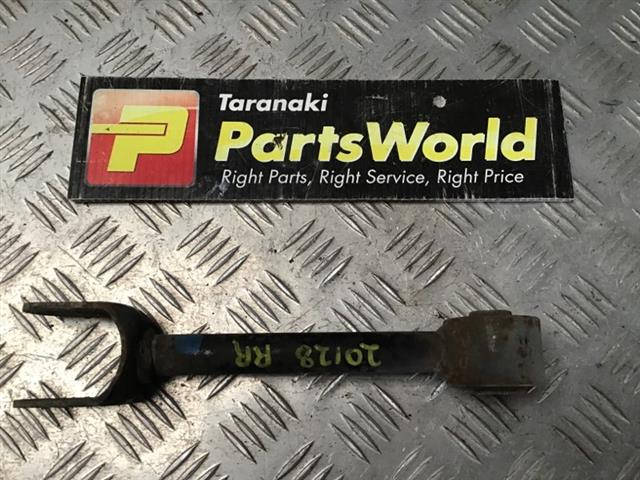 Taranaki
P
PartsWorld
Right Parts, Right Service, Right Price
20128 RR